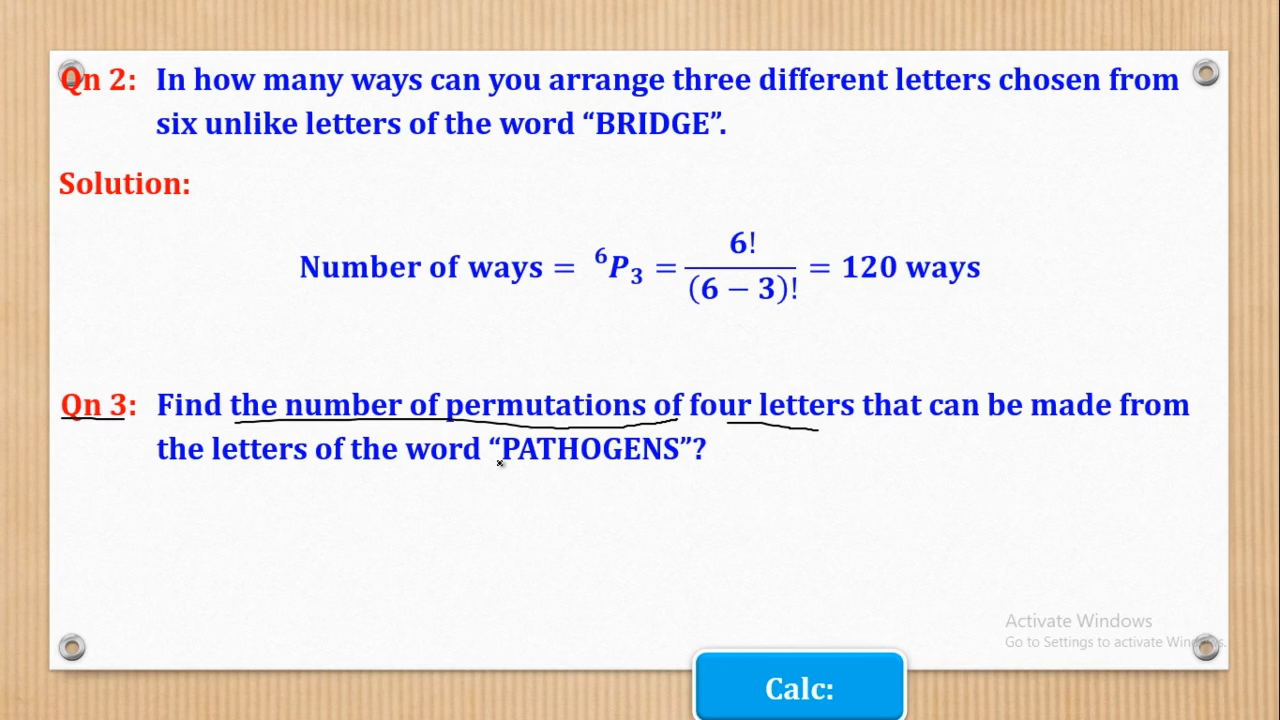 Qn 2: In how many ways can you arrange three different letters chosen from
six unlike letters of the word “BRIDGE”.
Solution:
Number of ways = ⁶P₃ = 6! / (6 − 3)! = 120 ways
Qn 3: Find the number of permutations of four letters that can be made from
the letters of the word “PATHOGENS”?
Activate Windows
Go to Settings to activate Windows.
Calc: